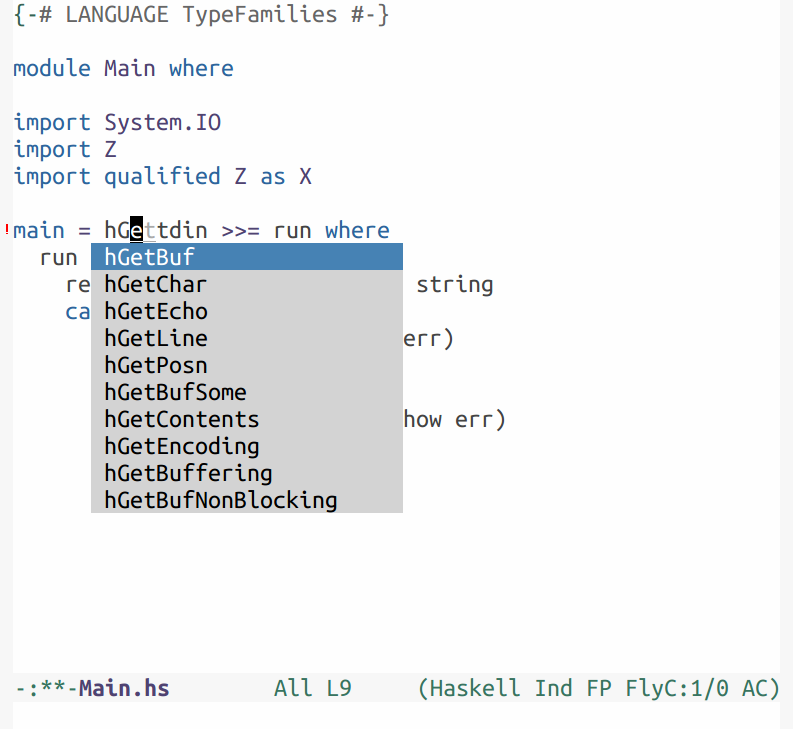 {-# LANGUAGE TypeFamilies #-}
module Main where
import System.IO
import Z
import qualified Z as X
!main = hGettdin >>= run where
run
hGetBuf
re hGetChar string
ca hGetEcho
hGetLine err)
hGetPosn
hGetBufSome
hGetContents how err)
hGetEncoding
hGetBuffering
hGetBufNonBlocking
-:**-Main.hs All L9 (Haskell Ind FP FlyC:1/0 AC)